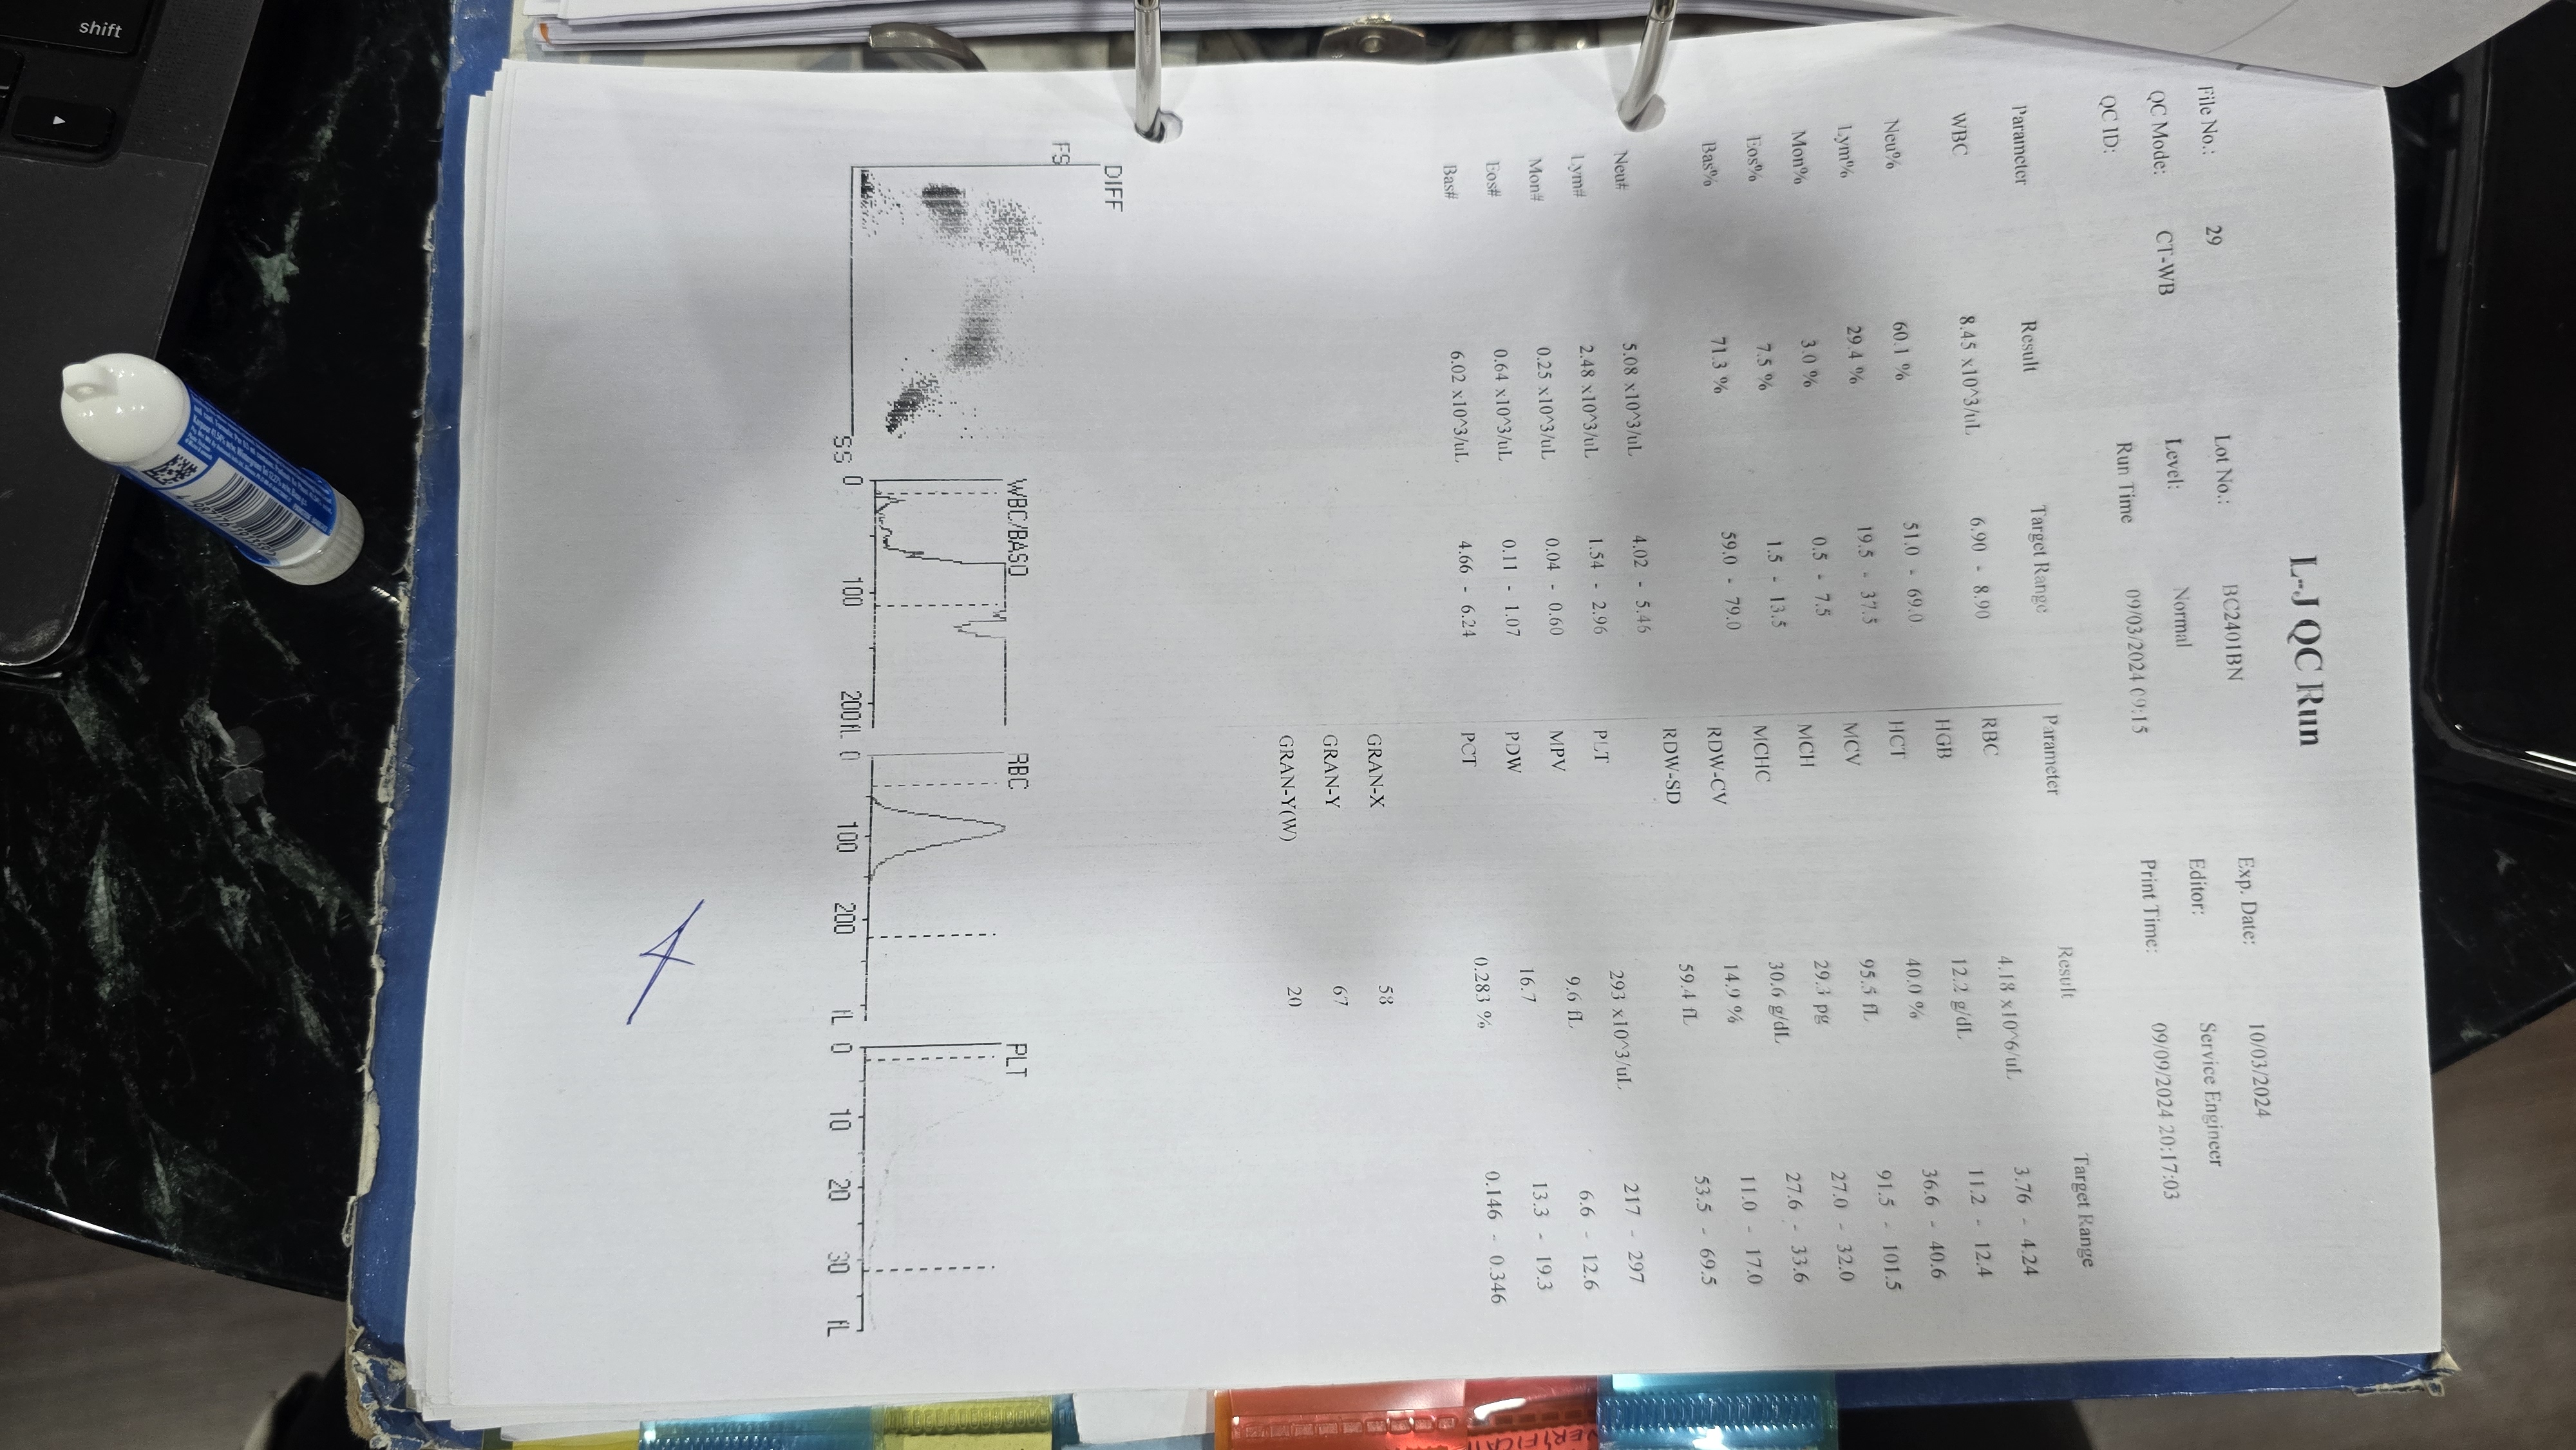 L-J QC Run
File No.: 29 Lot No.: BC2401BN Exp. Date: 10/03/2024
QC Mode: CT-WB Level: Normal Editor: Service Engineer
QC ID: Run Time 09/03/2024 09:15 Print Time: 09/09/2024 20:17:03
Parameter Result Target Range Parameter Result Target Range
WBC 8.45 x10^3/uL 6.90 - 8.90 RBC 4.18 x10^6/uL 3.76 - 4.24
HGB 12.2 g/dL 11.2 - 12.4
Neu% 60.1 % 51.0 - 69.0 HCT 40.0 % 36.6 - 40.6
Lym% 29.4 % 19.5 - 37.5 MCV 95.5 fL 91.5 - 101.5
Mon% 3.0 % 0.5 - 7.5 MCH 29.3 pg 27.0 - 32.0
Eos% 7.5 % 1.5 - 13.5 MCHC 30.6 g/dL 27.6 - 33.6
Bas% 71.3 % 59.0 - 79.0 RDW-CV 14.9 % 11.0 - 17.0
RDW-SD 59.4 fL 53.5 - 69.5
Neu# 5.08 x10^3/uL 4.02 - 5.46
Lym# 2.48 x10^3/uL 1.54 - 2.96 PLT 293 x10^3/uL 217 - 297
Mon# 0.25 x10^3/uL 0.04 - 0.60 MPV 9.6 fL 6.6 - 12.6
Eos# 0.64 x10^3/uL 0.11 - 1.07 PDW 16.7 13.3 - 19.3
Bas# 6.02 x10^3/uL 4.66 - 6.24 PCT 0.283 % 0.146 - 0.346
GRAN-X 58
GRAN-Y 67
GRAN-Y(W) 20
DIFF
FS
WBC/BASO RBC PLT
SS 0 100 200fL 0 100 200 fL 0 10 20 30 fL
shift